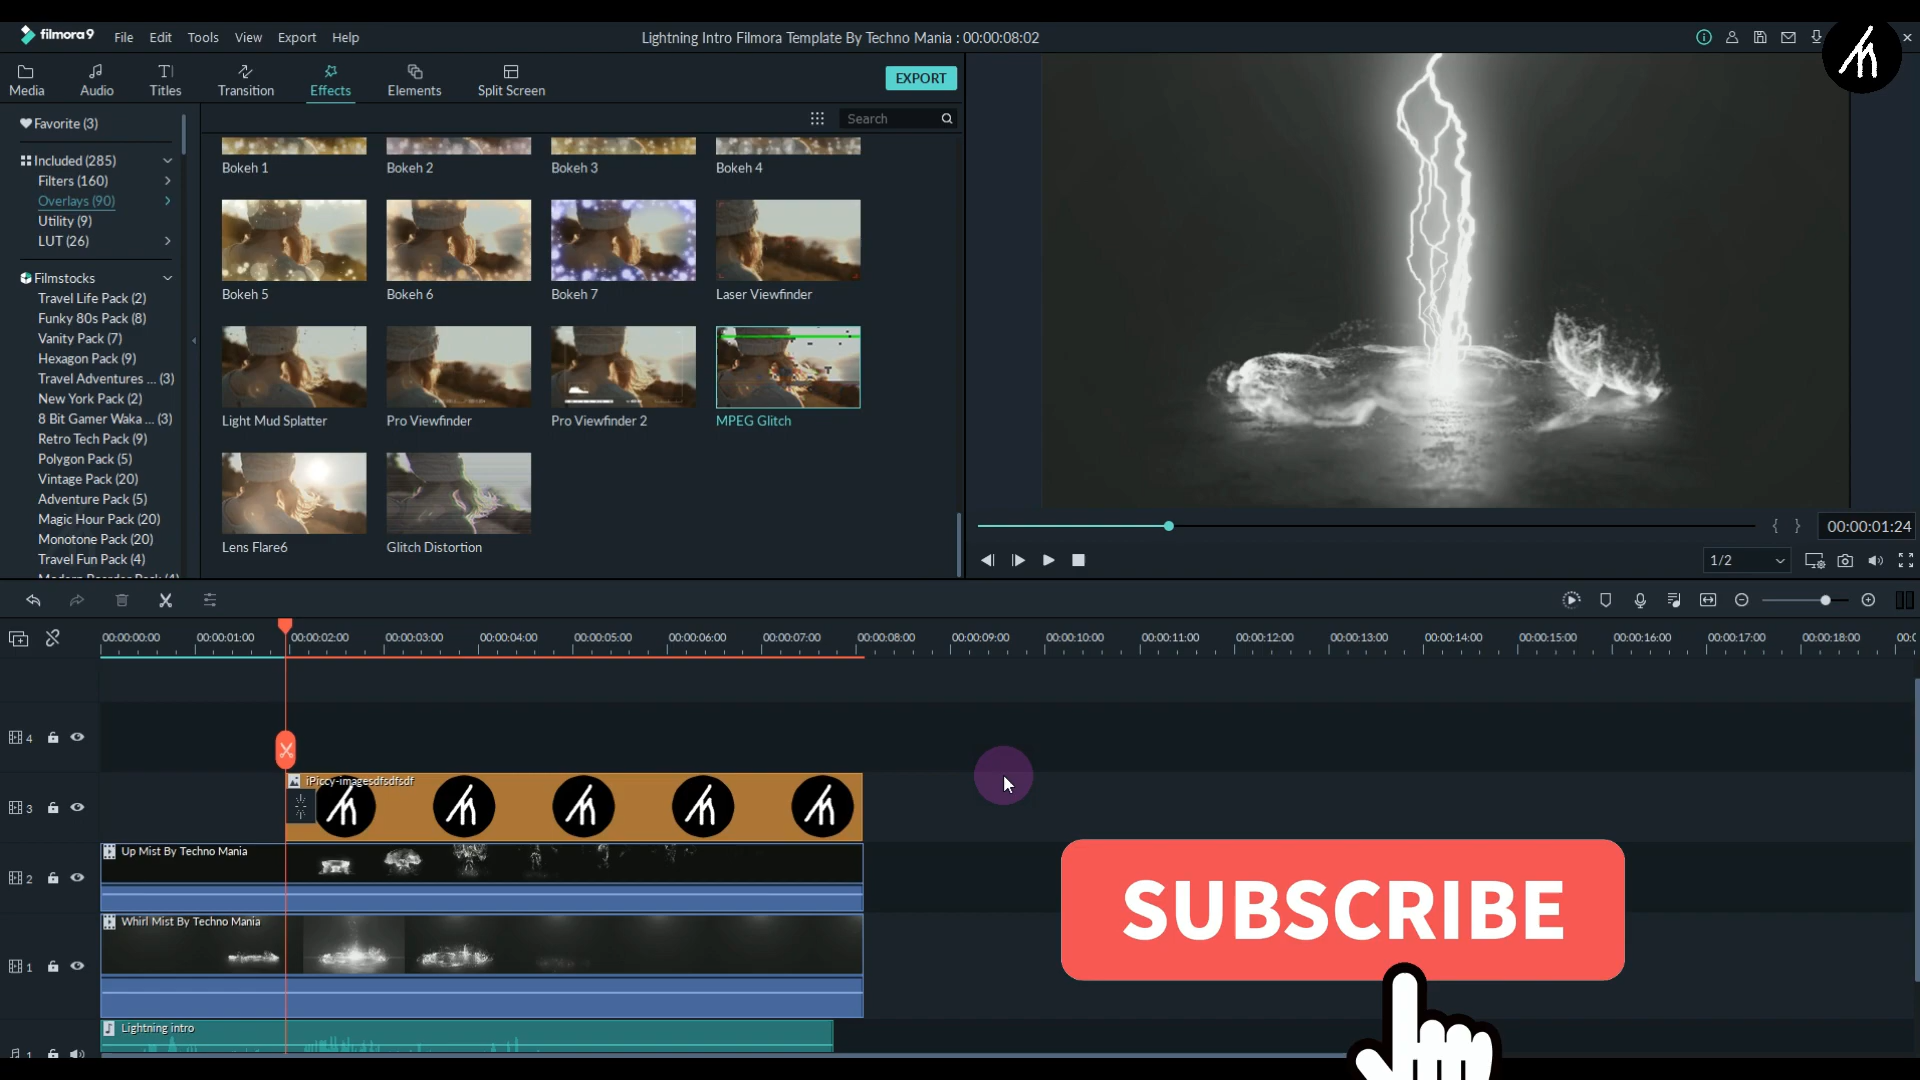 filmora9 File Edit Tools View Export Help Lightning Intro Filmora Template By Techno Mania : 00:00:08:02
Media Audio Titles Transition Effects Elements Split Screen EXPORT
Favorite (3)
Search
Included (285)
Filters (160)
Overlays (90)
Utility (9)
LUT (26)
Filmstocks
Travel Life Pack (2)
Funky 80s Pack (8)
Vanity Pack (7)
Hexagon Pack (9)
Travel Adventures ... (3)
New York Pack (2)
8 Bit Gamer Waka ... (3)
Retro Tech Pack (9)
Polygon Pack (5)
Vintage Pack (20)
Adventure Pack (5)
Magic Hour Pack (20)
Monotone Pack (20)
Travel Fun Pack (4)
Bokeh 1 Bokeh 2 Bokeh 3 Bokeh 4
Bokeh 5 Bokeh 6 Bokeh 7 Laser Viewfinder
Light Mud Splatter Pro Viewfinder Pro Viewfinder 2 MPEG Glitch
Lens Flare6 Glitch Distortion
00:00:01:24
1/2
00:00:00:00 00:00:01:00 00:00:02:00 00:00:03:00 00:00:04:00 00:00:05:00 00:00:06:00 00:00:07:00 00:00:08:00 00:00:09:00 00:00:10:00 00:00:11:00 00:00:12:00 00:00:13:00 00:00:14:00 00:00:15:00 00:00:16:00 00:00:17:00 00:00:18:00
4
iPiccy-imagesdfsdfsdf
3
Up Mist By Techno Mania
2
Whirl Mist By Techno Mania
1
Lightning intro
1
SUBSCRIBE